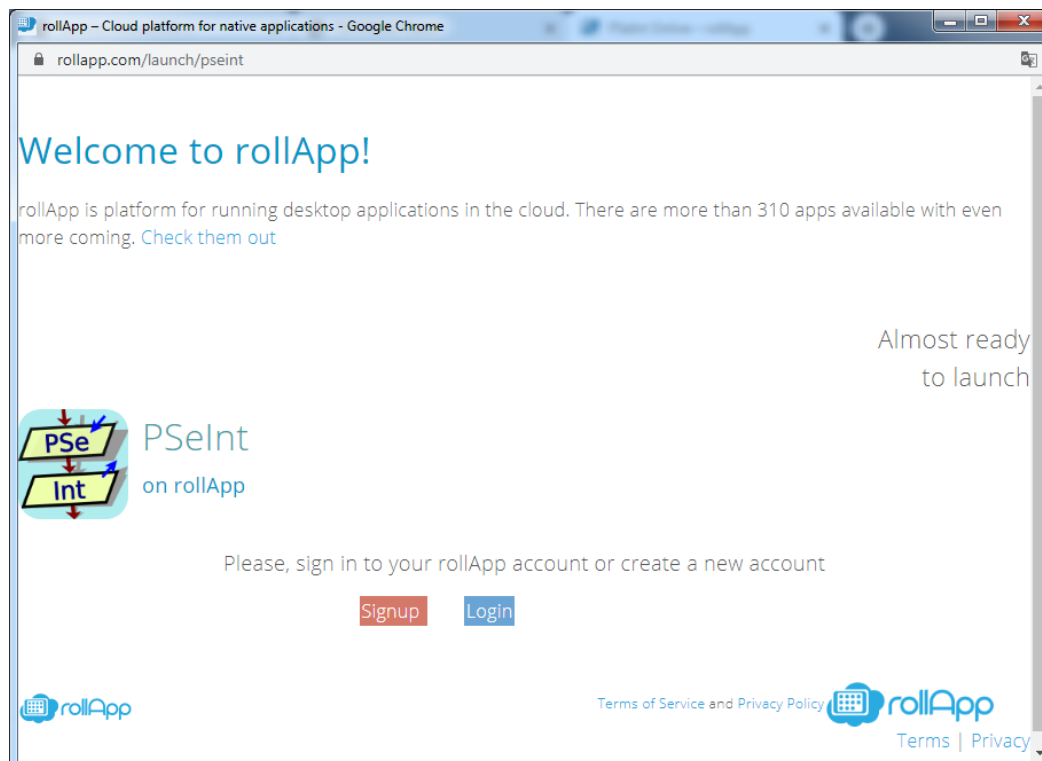 rollApp – Cloud platform for native applications - Google Chrome
rollapp.com/launch/pseint
Welcome to rollApp!
rollApp is platform for running desktop applications in the cloud. There are more than 310 apps available with even
more coming. Check them out
Almost ready
to launch
PSe
Int
PSeInt
on rollApp
Please, sign in to your rollApp account or create a new account
Signup Login
rollApp
Terms of Service and Privacy Policy
rollApp
Terms | Privacy